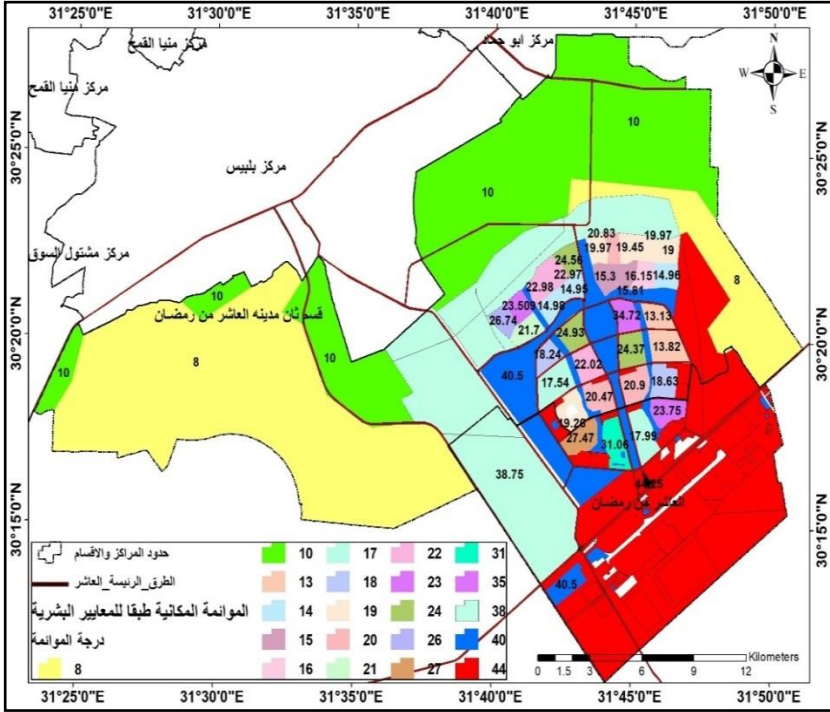 31°25'0"E 31°30'0"E 31°35'0"E 31°40'0"E 31°45'0"E 31°50'0"E
مركز ابو حماد
مركز منيا القمح
مركز منيا القمح
N
W E
S
30°25'0"N 30°25'0"N
10
10
مركز بلبيس
مركز مشتول السوق
20.83 19.97
19.97 19.45 19
24.56
22.97 15.3 16.15 14.96
22.98 14.95 15.81
8
10
23.509 14.98
34.72 13.13
26.74 21.7 24.93
قسم ثان مدينه العاشر من رمضان
30°20'0"N 30°20'0"N
10 8 10
18.24 24.37 13.82
40.5 22.02
17.54 20.9 18.63
20.47
19.28 23.75
27.47 31.06 17.99
38.75
العاشر من رمضان
30°15'0"N 30°15'0"N
40.5
حدود المراكز والاقسام
الطرق_الرئيسة_العاشر
الموائمة المكانية طبقا للمعايير البشرية
درجة الموائمة
8
10 17 22 31
13 18 23 35
14 19 24 38
15 20 26 40
16 21 27 44
Kilometers
0 1.5 3 6 9 12
31°25'0"E 31°30'0"E 31°35'0"E 31°40'0"E 31°45'0"E 31°50'0"E